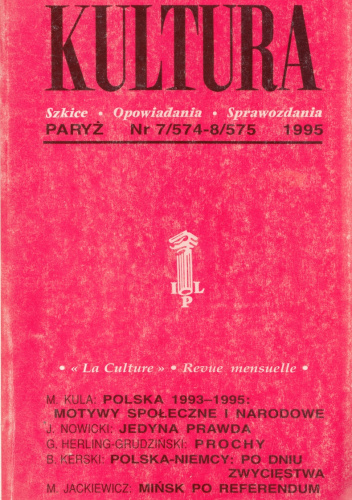 KULTURA
Szkice • Opowiadania • Sprawozdania
PARYŻ Nr 7/574-8/575 1995
I L
P
• « La Culture » • Revue mensuelle •
M. KULA: POLSKA 1993–1995:
MOTYWY SPOŁECZNE I NARODOWE
J. NOWICKI: JEDYNA PRAWDA
G. HERLING-GRUDZIŃSKI: PROCHY
B. KERSKI: POLSKA-NIEMCY: PO DNIU
ZWYCIĘSTWA
M. JACKIEWICZ: MIŃSK PO REFERENDUM